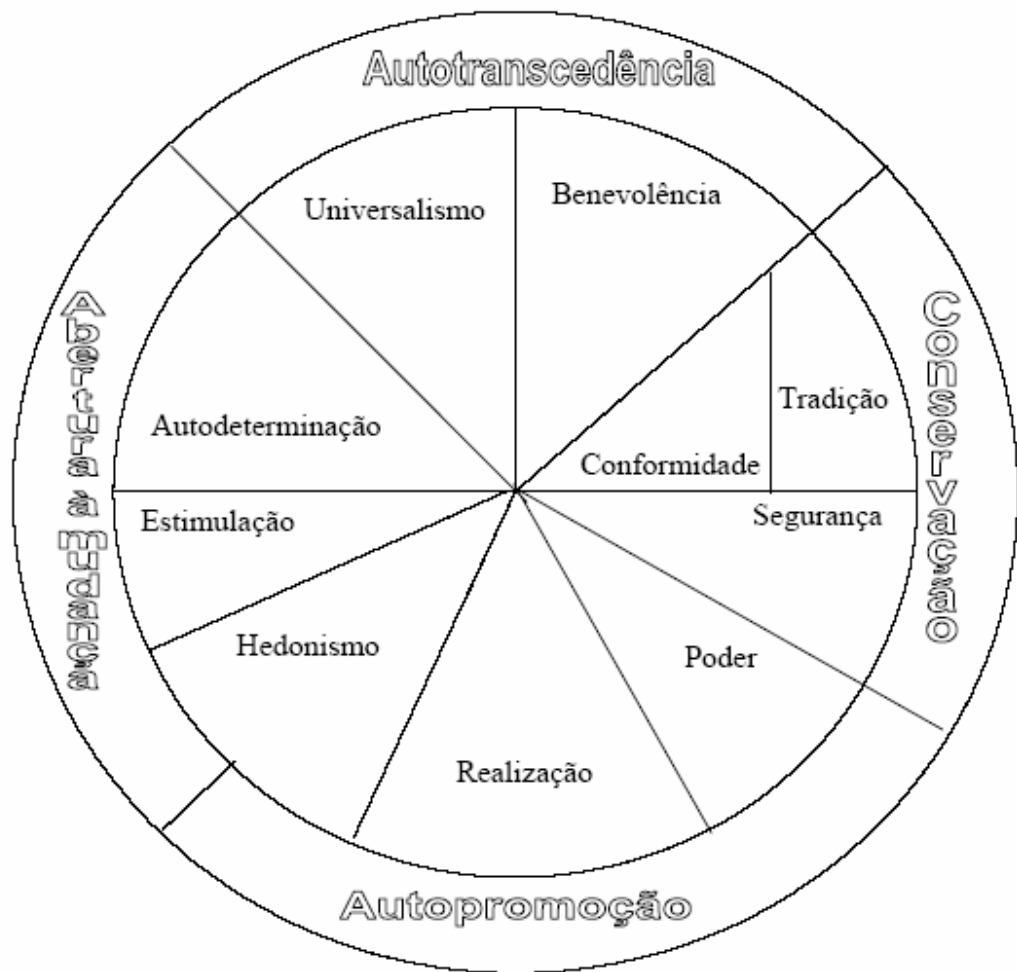 Autotranscedência
Universalismo
Benevolência
Abertura à mudança
Conservação
Autodeterminação
Tradição
Conformidade
Estimulação
Segurança
Hedonismo
Poder
Realização
Autopromoção